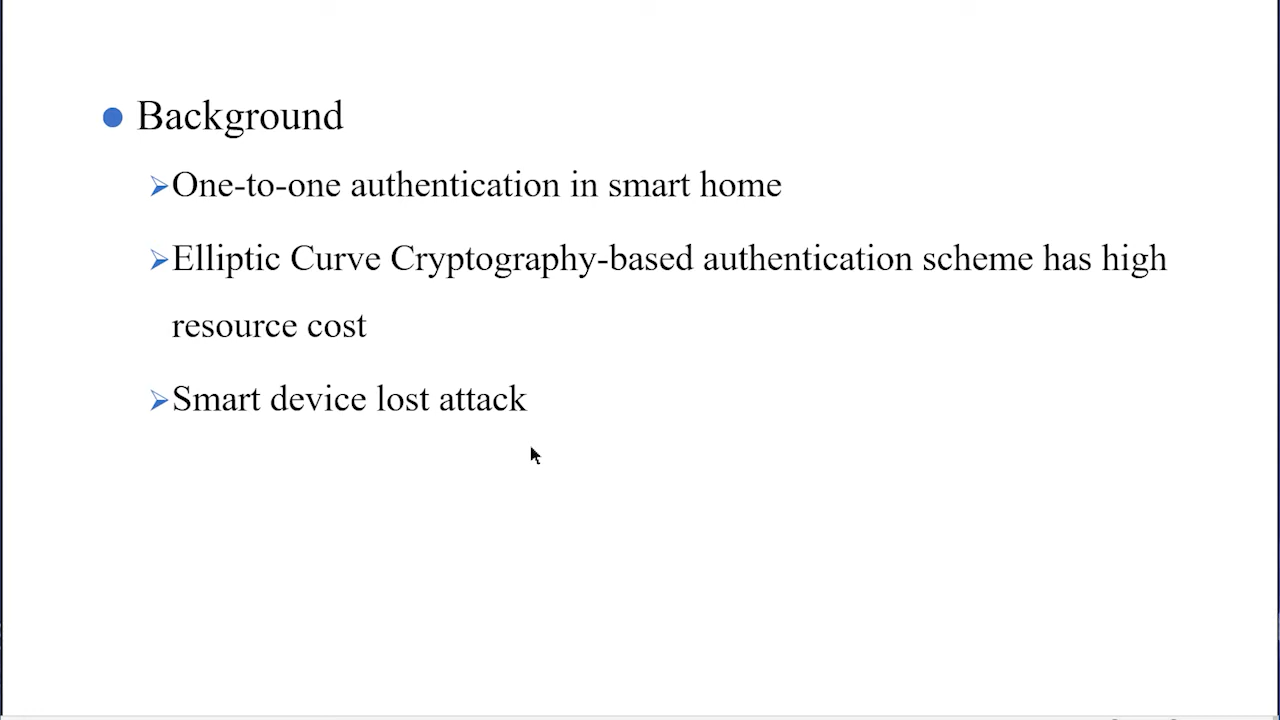 Background
One-to-one authentication in smart home
Elliptic Curve Cryptography-based authentication scheme has high
resource cost
Smart device lost attack